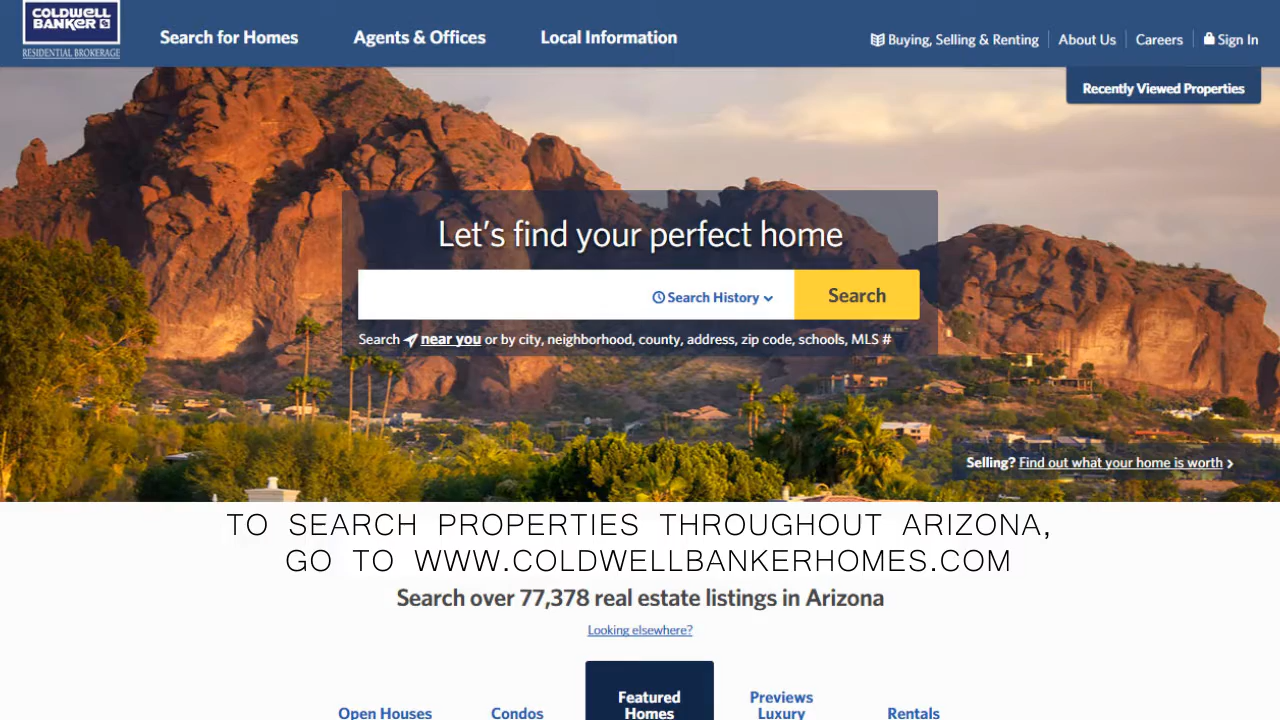 COLDWELL
BANKER
RESIDENTIAL BROKERAGE
Search for Homes
Agents & Offices
Local Information
Buying, Selling & Renting
About Us
Careers
Sign In
Recently Viewed Properties
Let's find your perfect home
Search History
Search
Search near you or by city, neighborhood, county, address, zip code, schools, MLS #
Selling? Find out what your home is worth
TO SEARCH PROPERTIES THROUGHOUT ARIZONA,
GO TO WWW.COLDWELLBANKERHOMES.COM
Search over 77,378 real estate listings in Arizona
Looking elsewhere?
Open Houses
Condos
Featured
Homes
Previews
Luxury
Rentals